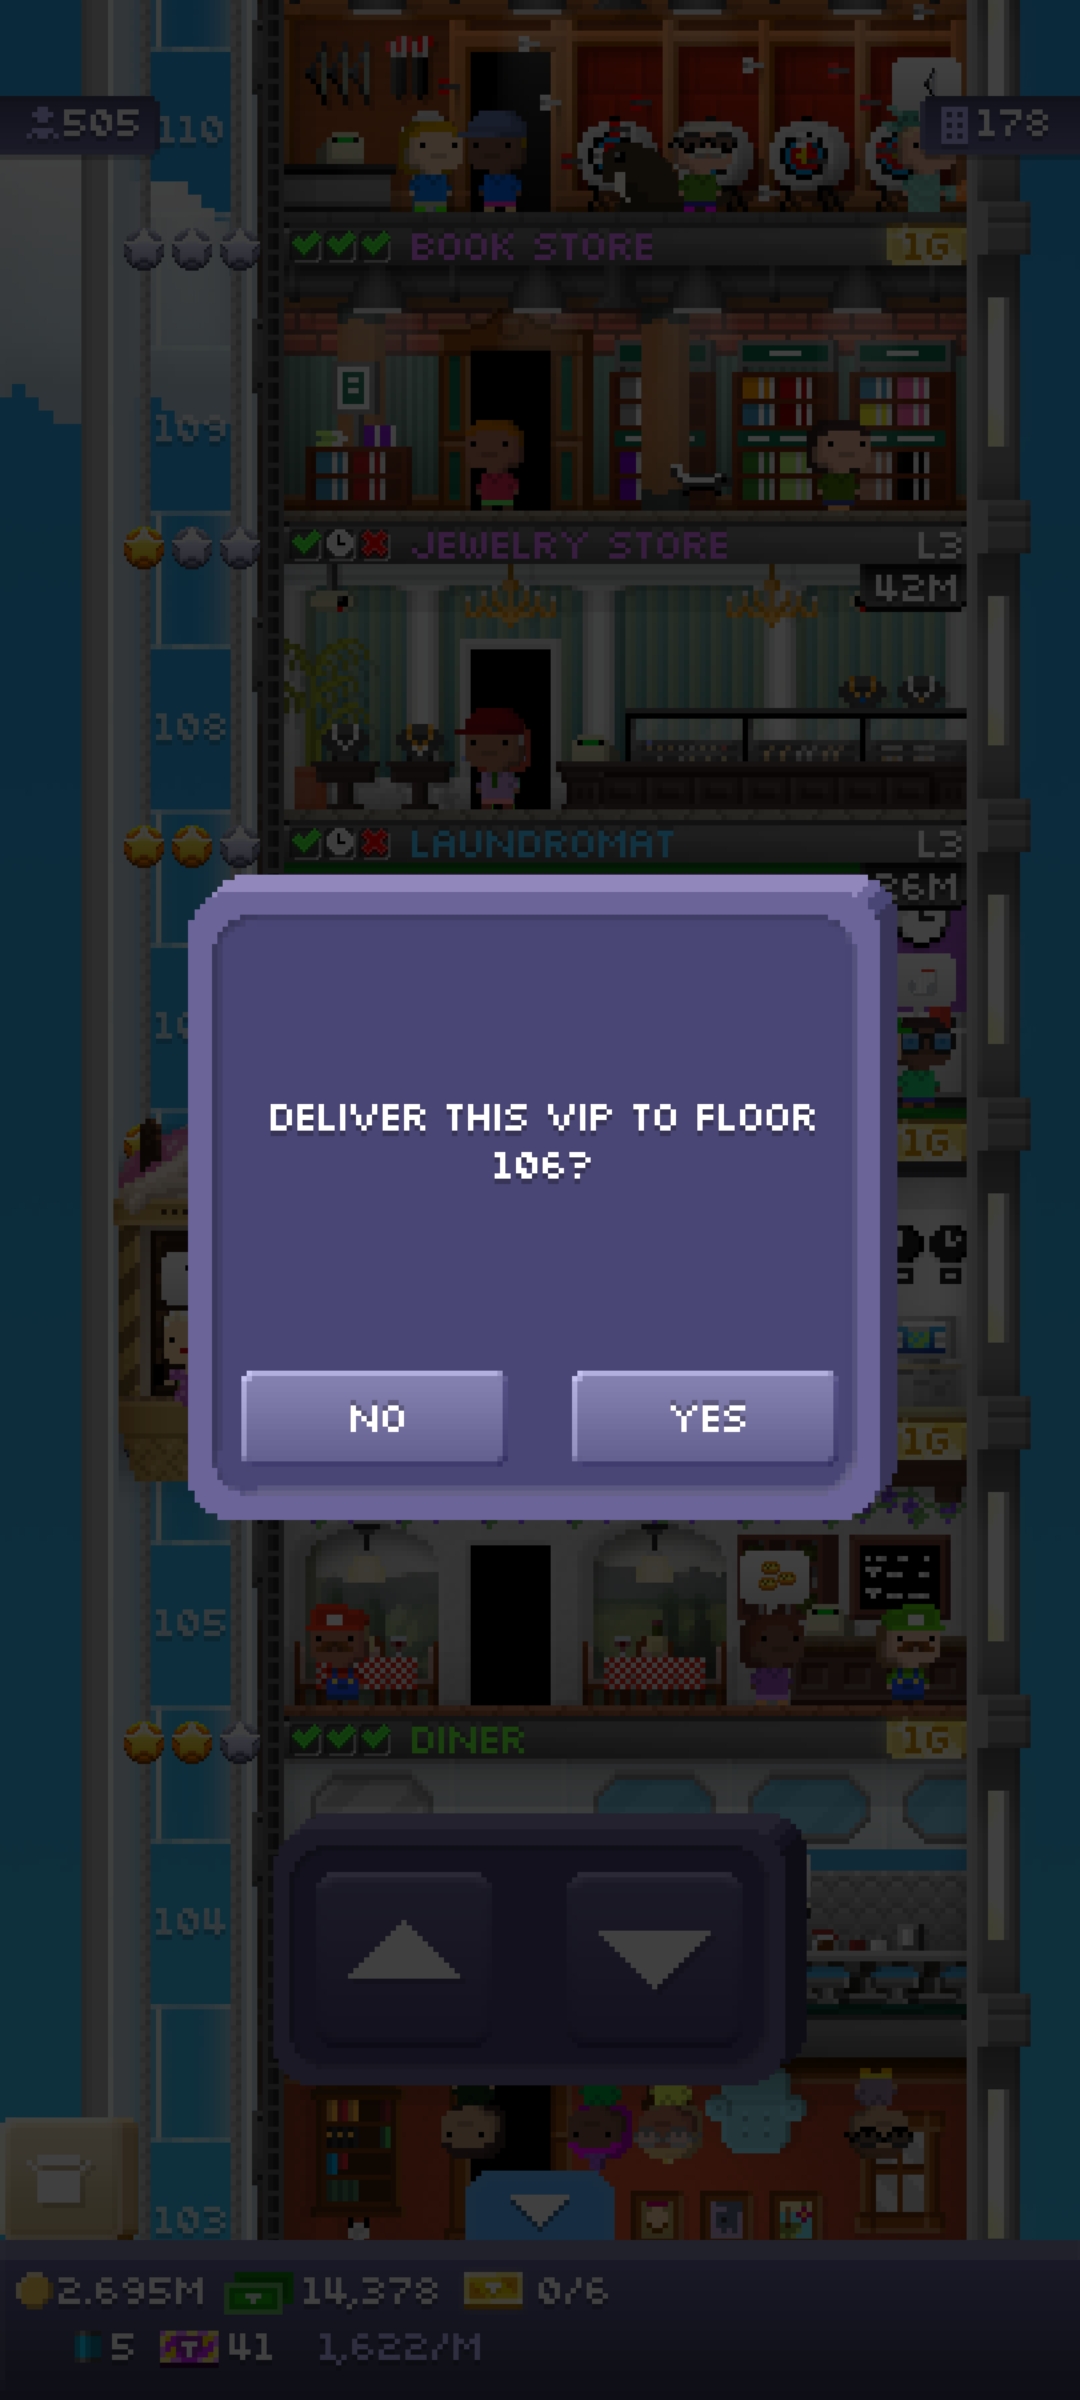 505
110
178
BOOK STORE
1G
109
JEWELRY STORE
L3
42M
108
LAUNDROMAT
L3
1G
DELIVER THIS VIP TO FLOOR
106?
NO
YES
1G
105
DINER
1G
104
103
2.695M
14,378
0/6
5
T
41
1,622/M